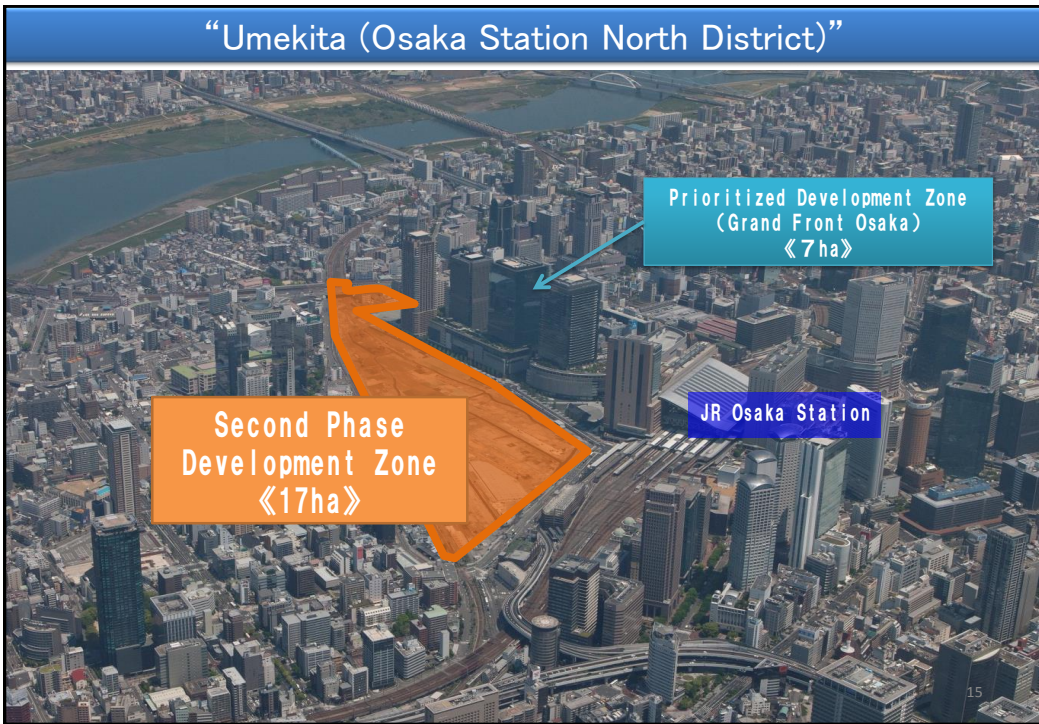 “Umekita (Osaka Station North District)”
Prioritized Development Zone
(Grand Front Osaka)
《７ha》
JR Osaka Station
Second Phase
Development Zone
《17ha》
15